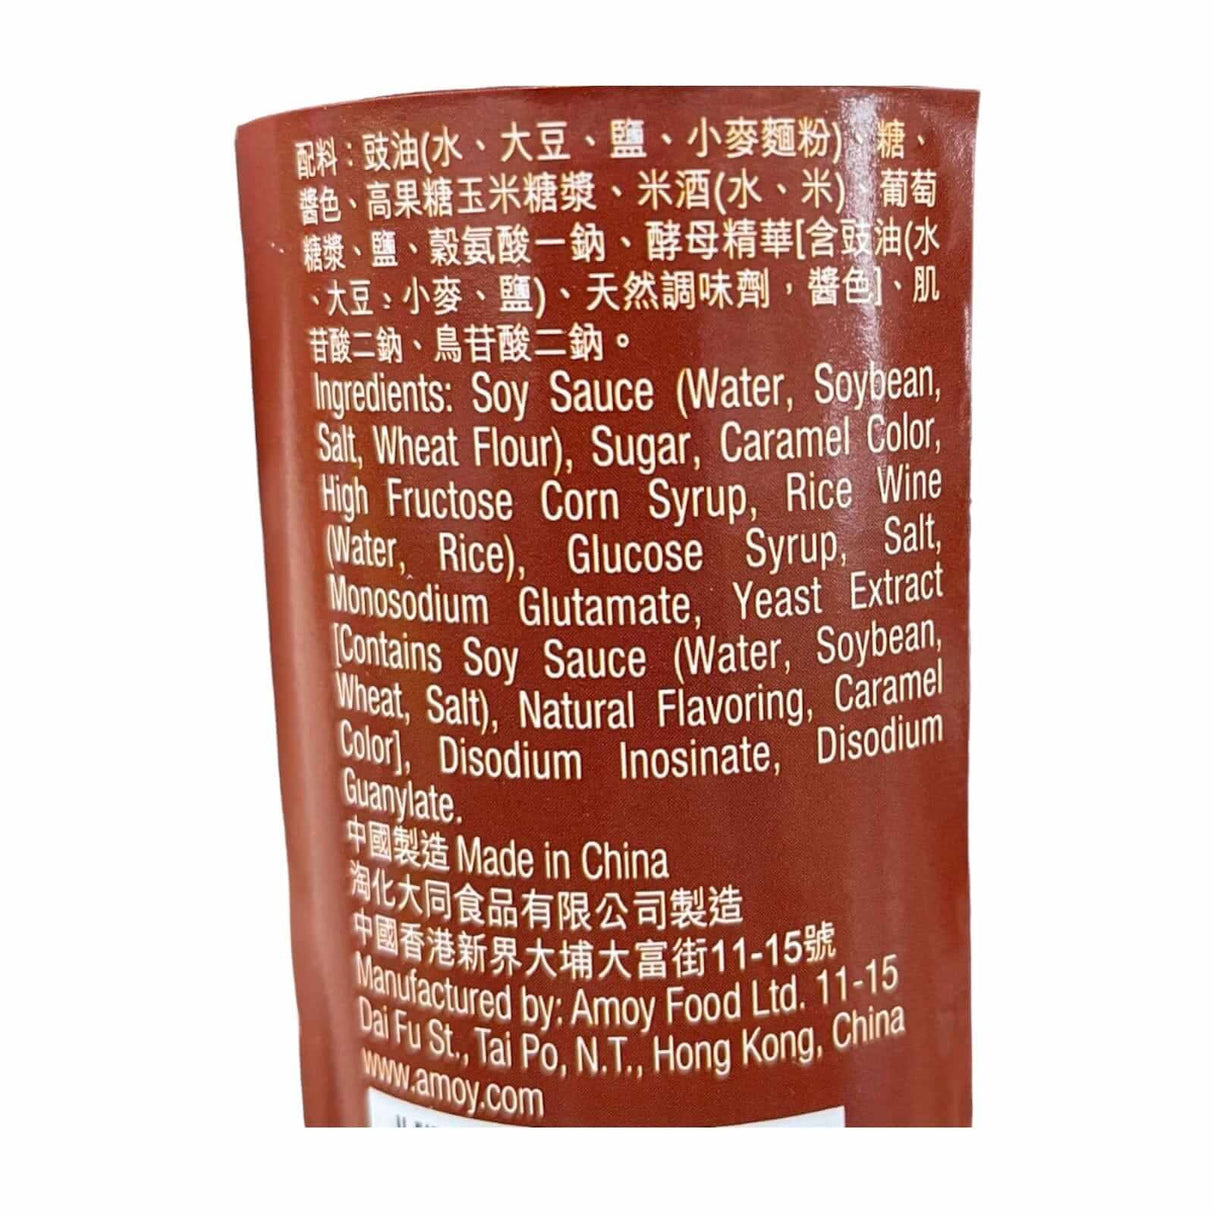 配料：豉油(水、大豆、鹽、小麥麵粉)、糖、
醬色、高果糖玉米糖漿、米酒(水、米)、葡萄
糖漿、鹽、穀氨酸一鈉、酵母精華[含豉油(水
、大豆、小麥、鹽)、天然調味劑，醬色]、肌
苷酸二鈉、鳥苷酸二鈉。
Ingredients: Soy Sauce (Water, Soybean,
Salt, Wheat Flour), Sugar, Caramel Color,
High Fructose Corn Syrup, Rice Wine
(Water, Rice), Glucose Syrup, Salt,
Monosodium Glutamate, Yeast Extract
[Contains Soy Sauce (Water, Soybean,
Wheat, Salt), Natural Flavoring, Caramel
Color], Disodium Inosinate, Disodium
Guanylate.
中國製造 Made in China
淘化大同食品有限公司製造
中國香港新界大埔大富街11-15號
Manufactured by: Amoy Food Ltd. 11-15
Dai Fu St., Tai Po, N.T., Hong Kong, China
www.amoy.com